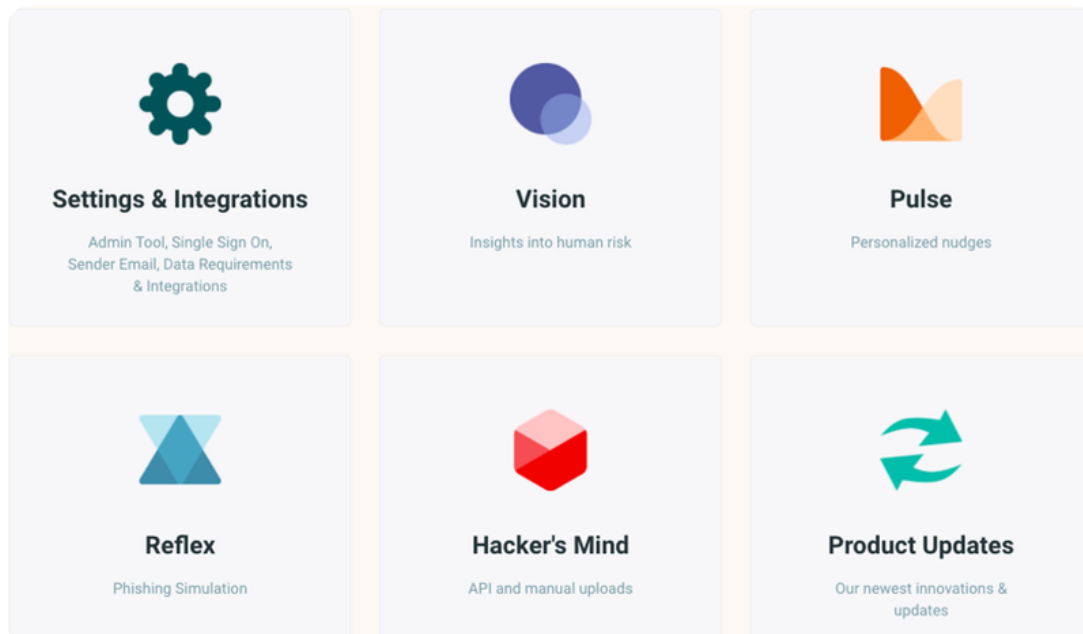 Settings & Integrations
Admin Tool, Single Sign On,
Sender Email, Data Requirements
& Integrations
Vision
Insights into human risk
Pulse
Personalized nudges
Reflex
Phishing Simulation
Hacker's Mind
API and manual uploads
Product Updates
Our newest innovations &
updates